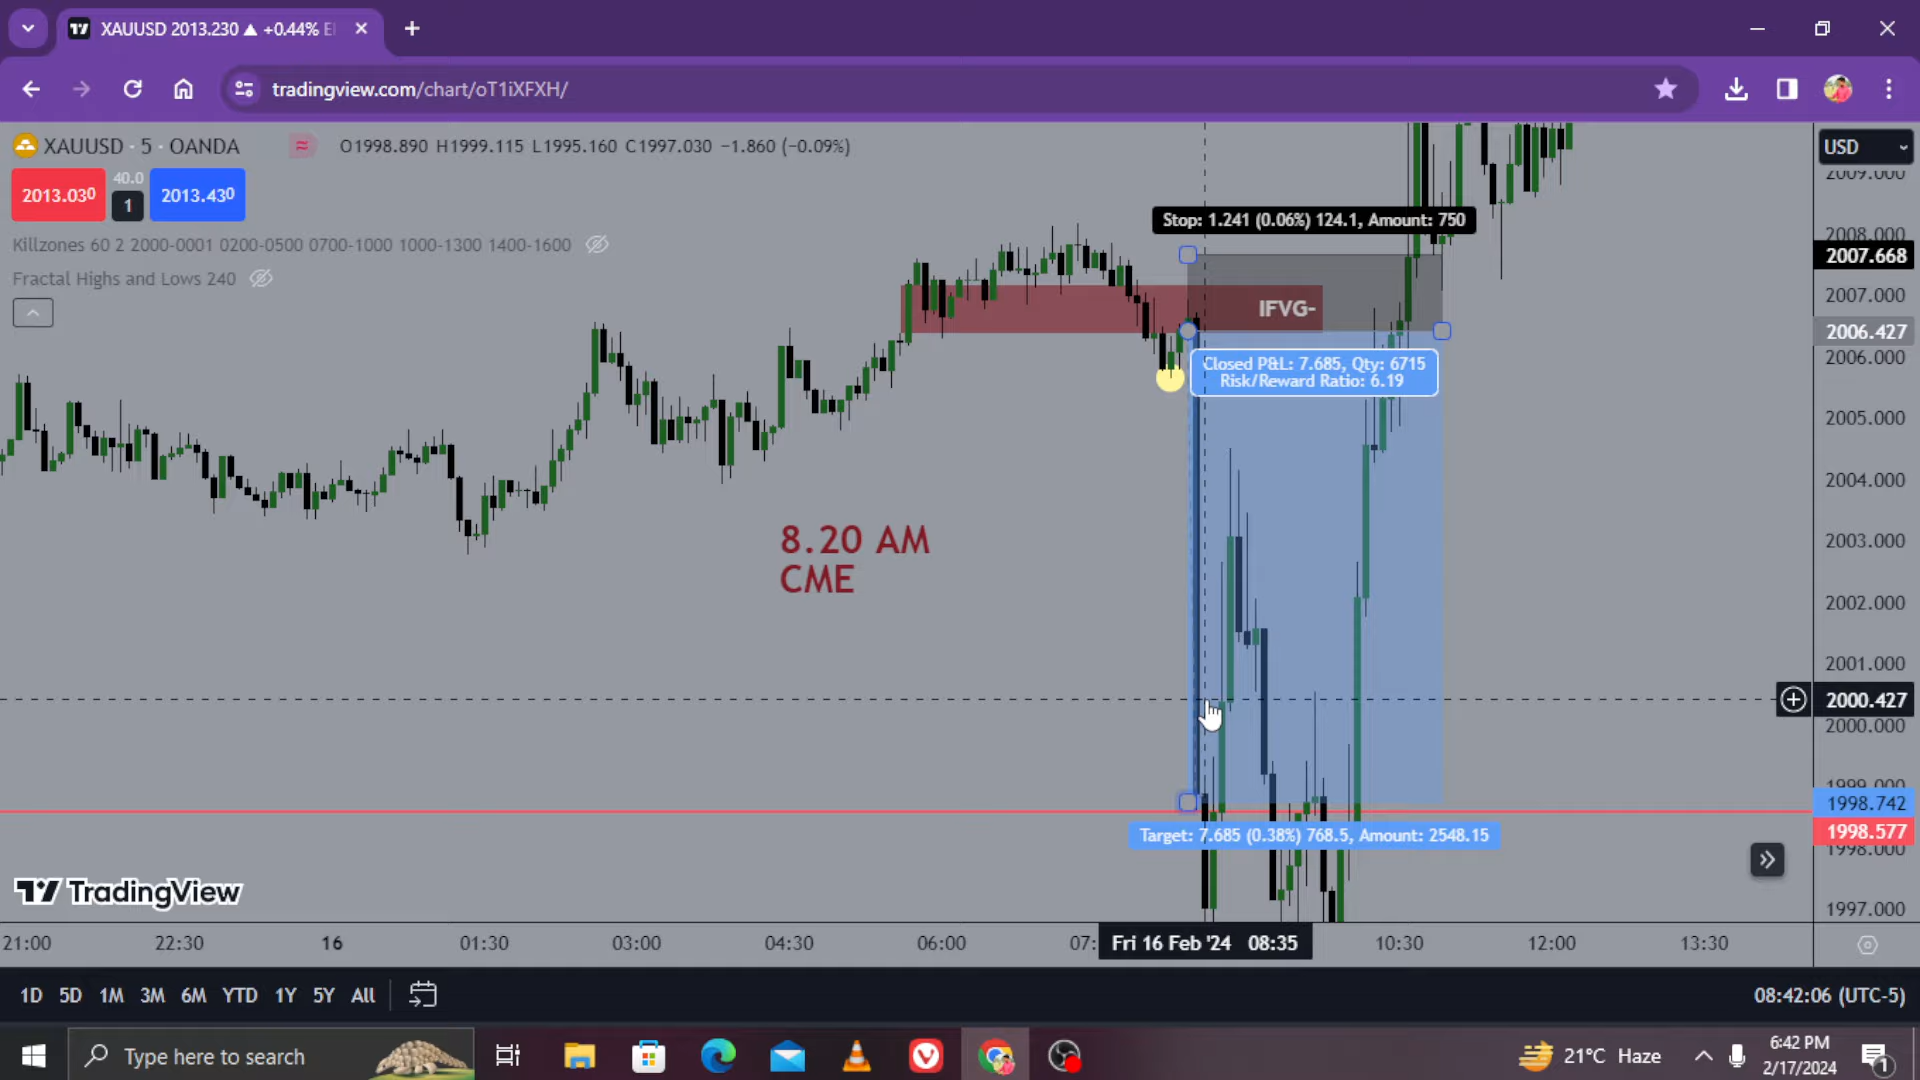 XAUUSD 2013.230 ▲ +0.44%
tradingview.com/chart/oT1iXFXH/
XAUUSD · 5 · OANDA
O1998.890 H1999.115 L1995.160 C1997.030 −1.860 (−0.09%)
USD
2009.000
2013.030
40.0
1
2013.430
Stop: 1.241 (0.06%) 124.1, Amount: 750
Killzones 60 2 2000-0001 0200-0500 0700-1000 1000-1300 1400-1600
2008.000
2007.668
Fractal Highs and Lows 240
2007.000
IFVG-
2006.427
2006.000
Closed P&L: 7.685, Qty: 6715
Risk/Reward Ratio: 6.19
2005.000
2004.000
8.20 AM
CME
2003.000
2002.000
2001.000
2000.427
2000.000
1999.000
1998.742
Target: 7.685 (0.38%) 768.5, Amount: 2548.15
1998.577
1998.000
TradingView
1997.000
21:00 22:30 16 01:30 03:00 04:30 06:00 07: Fri 16 Feb '24 08:35 10:30 12:00 13:30
1D 5D 1M 3M 6M YTD 1Y 5Y All
08:42:06 (UTC-5)
Type here to search
21°C Haze
6:42 PM
2/17/2024
1